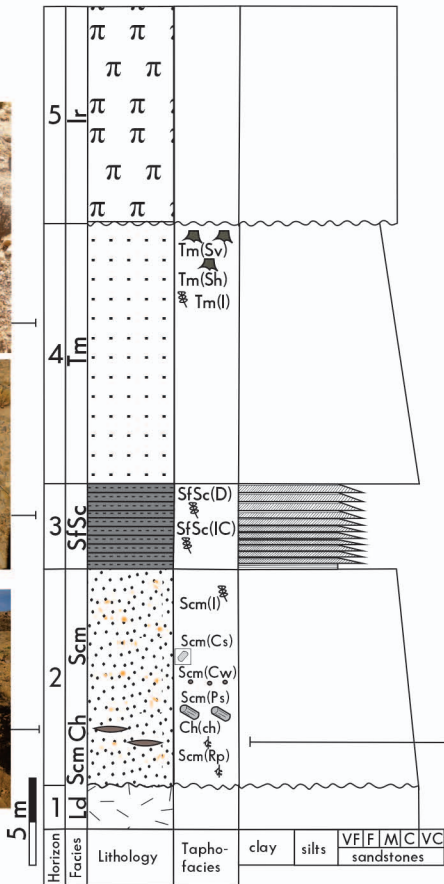 5
Ir
π π
π π
π π
π π
π π
π π
4
Tm
Tm(Sv)
Tm(Sh)
Tm(I)
3
SfSc
SfSc(D)
SfSc(IC)
2
Scm
Ch
Scm
Scm(I)
Scm(Cs)
Scm(Cw)
Scm(Ps)
Ch(ch)
Scm(Rp)
1
Ld
5 m
Horizon
Facies
Lithology
Tapho-
facies
clay
silts
VF F M C VC
sandstones